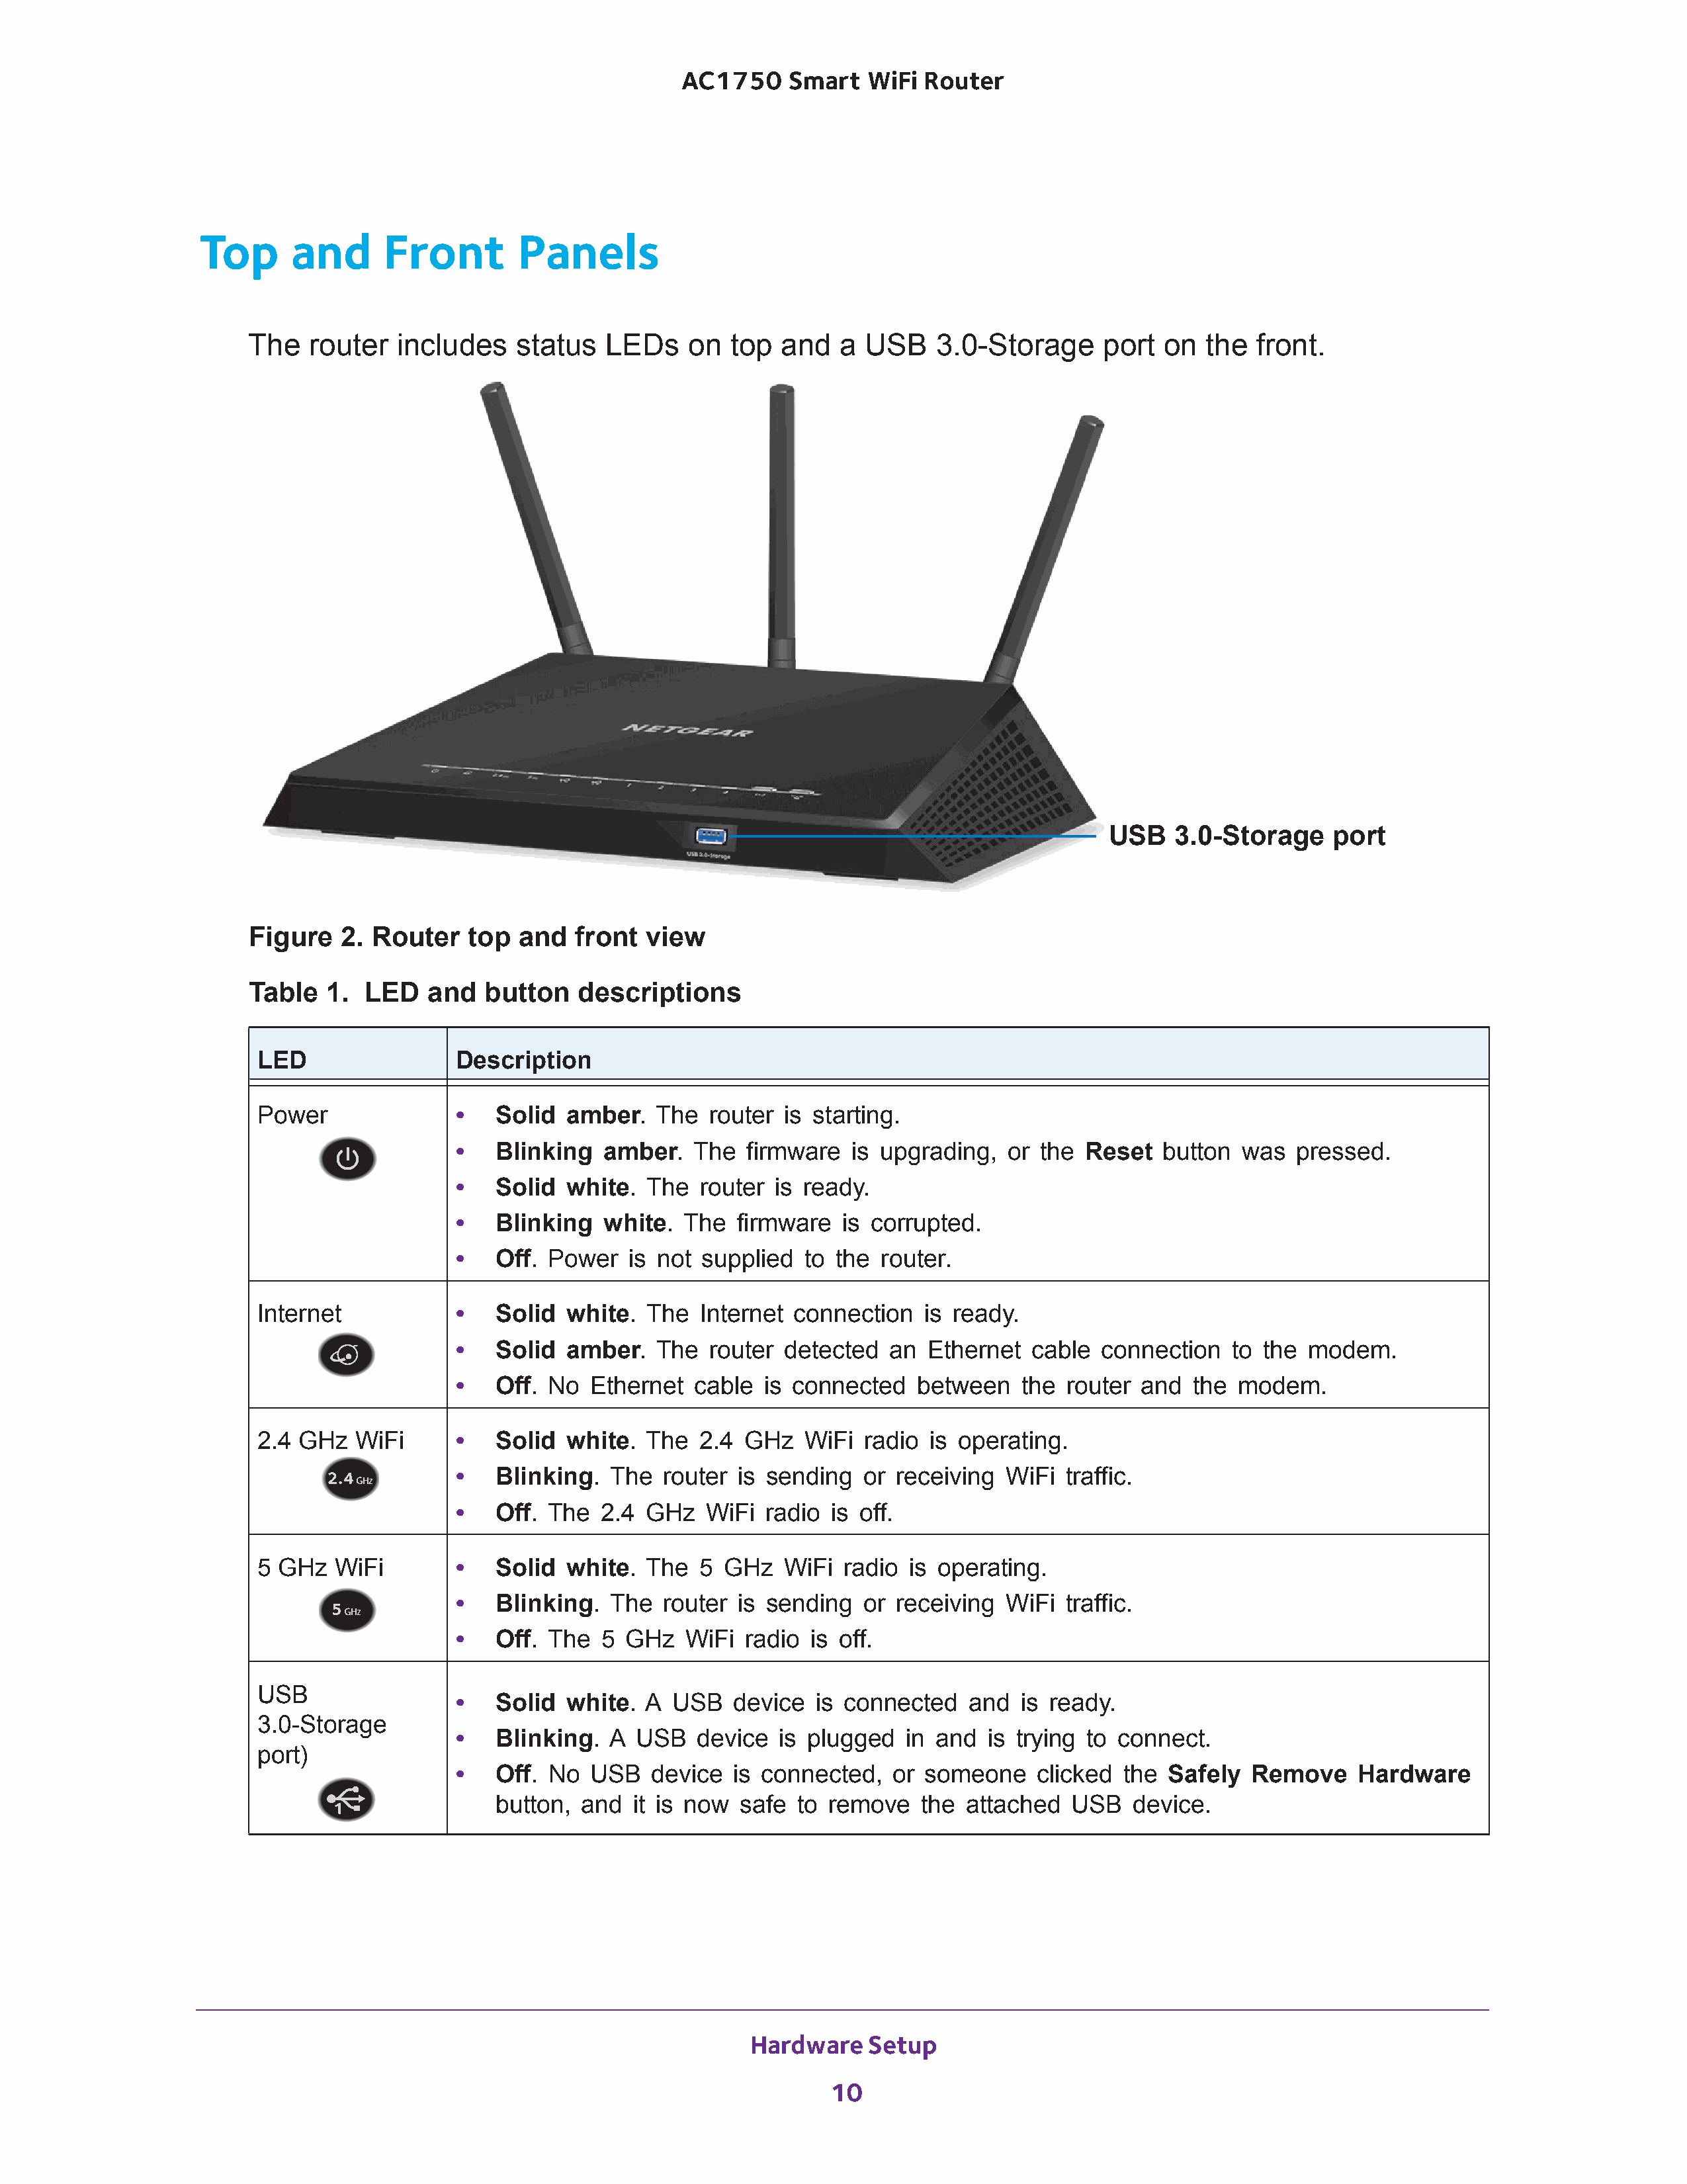 AC1750 Smart WiFi Router
Top and Front Panels
The router includes status LEDs on top and a USB 3.0-Storage port on the front.
NETGEAR
USB 3.0-Storage
USB 3.0-Storage port
Figure 2. Router top and front view
Table 1. LED and button descriptions
LED Description
Power
• Solid amber. The router is starting.
• Blinking amber. The firmware is upgrading, or the Reset button was pressed.
• Solid white. The router is ready.
• Blinking white. The firmware is corrupted.
• Off. Power is not supplied to the router.
Internet
• Solid white. The Internet connection is ready.
• Solid amber. The router detected an Ethernet cable connection to the modem.
• Off. No Ethernet cable is connected between the router and the modem.
2.4 GHz WiFi
2.4 GHz
• Solid white. The 2.4 GHz WiFi radio is operating.
• Blinking. The router is sending or receiving WiFi traffic.
• Off. The 2.4 GHz WiFi radio is off.
5 GHz WiFi
5 GHz
• Solid white. The 5 GHz WiFi radio is operating.
• Blinking. The router is sending or receiving WiFi traffic.
• Off. The 5 GHz WiFi radio is off.
USB
3.0-Storage
port)
• Solid white. A USB device is connected and is ready.
• Blinking. A USB device is plugged in and is trying to connect.
• Off. No USB device is connected, or someone clicked the Safely Remove Hardware
button, and it is now safe to remove the attached USB device.
Hardware Setup
10